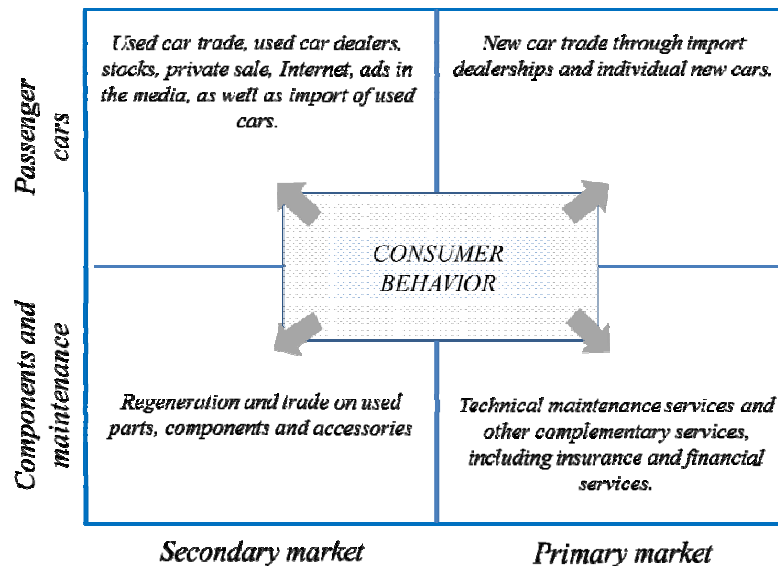 Used car trade, used car dealers,
stocks, private sale, Internet, ads in
the media, as well as import of used
cars.
New car trade through import
dealerships and individual new cars.
Passenger
cars
CONSUMER
BEHAVIOR
Components and
maintenance
Regeneration and trade on used
parts, components and accessories
Technical maintenance services and
other complementary services,
including insurance and financial
services.
Secondary market
Primary market